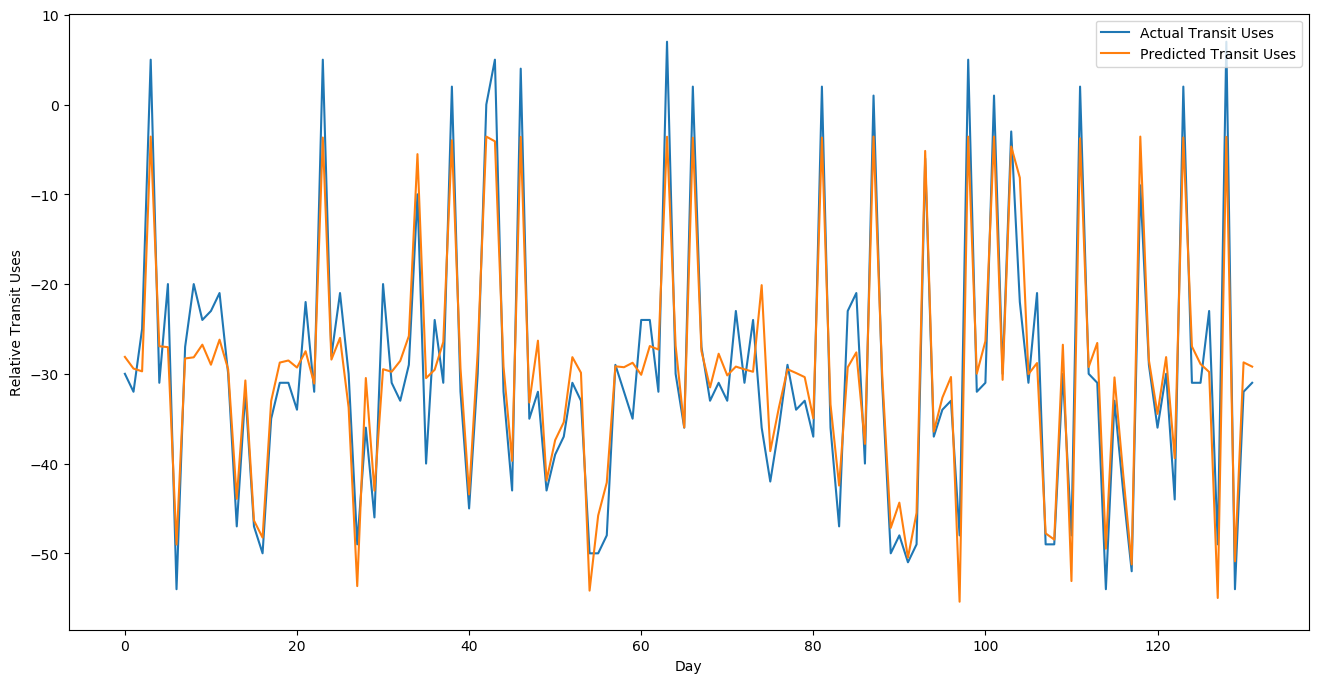 Actual Transit Uses
Predicted Transit Uses
10
0
−10
−20
−30
−40
−50
Relative Transit Uses
0 20 40 60 80 100 120
Day